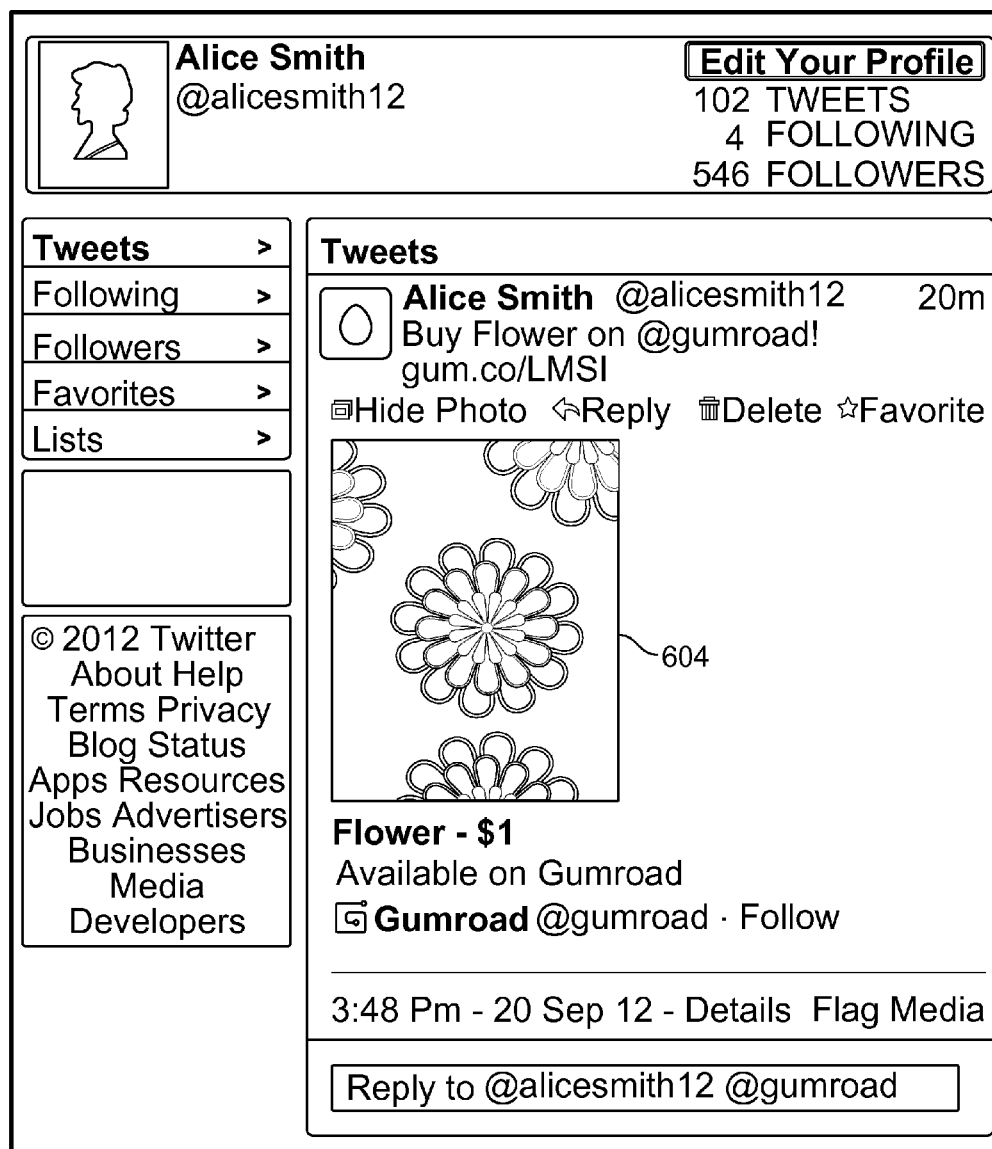 Alice Smith
@alicesmith12
Edit Your Profile
102 TWEETS
4 FOLLOWING
546 FOLLOWERS
Tweets >
Following >
Followers >
Favorites >
Lists >
© 2012 Twitter
About Help
Terms Privacy
Blog Status
Apps Resources
Jobs Advertisers
Businesses
Media
Developers
Tweets
Alice Smith @alicesmith12 20m
Buy Flower on @gumroad!
gum.co/LMSI
Hide Photo Reply Delete Favorite
604
Flower - $1
Available on Gumroad
Gumroad @gumroad · Follow
3:48 Pm - 20 Sep 12 - Details Flag Media
Reply to @alicesmith12 @gumroad